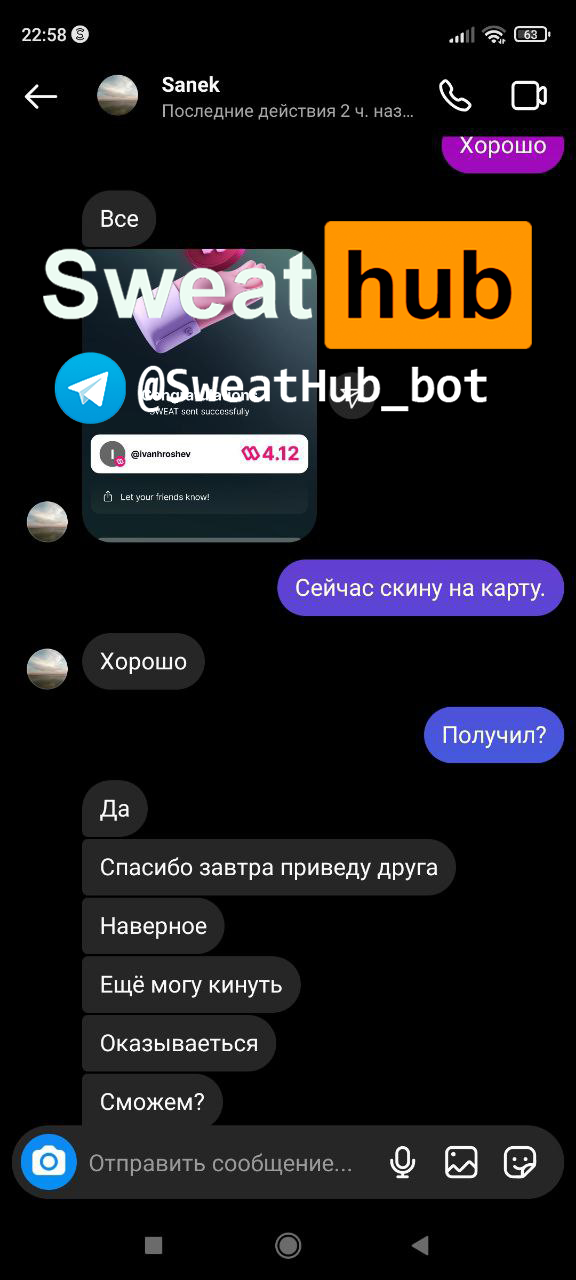 22:58
63
Sanek
Последние действия 2 ч. наз...
Хорошо
Все
Sweat hub
@SweatHub_bot
SWEAT sent successfully
I @ivanhroshev 4.12
Let your friends know!
Сейчас скину на карту.
Хорошо
Получил?
Да
Спасибо завтра приведу друга
Наверное
Ещё могу кинуть
Оказываеться
Сможем?
Отправить сообщение...